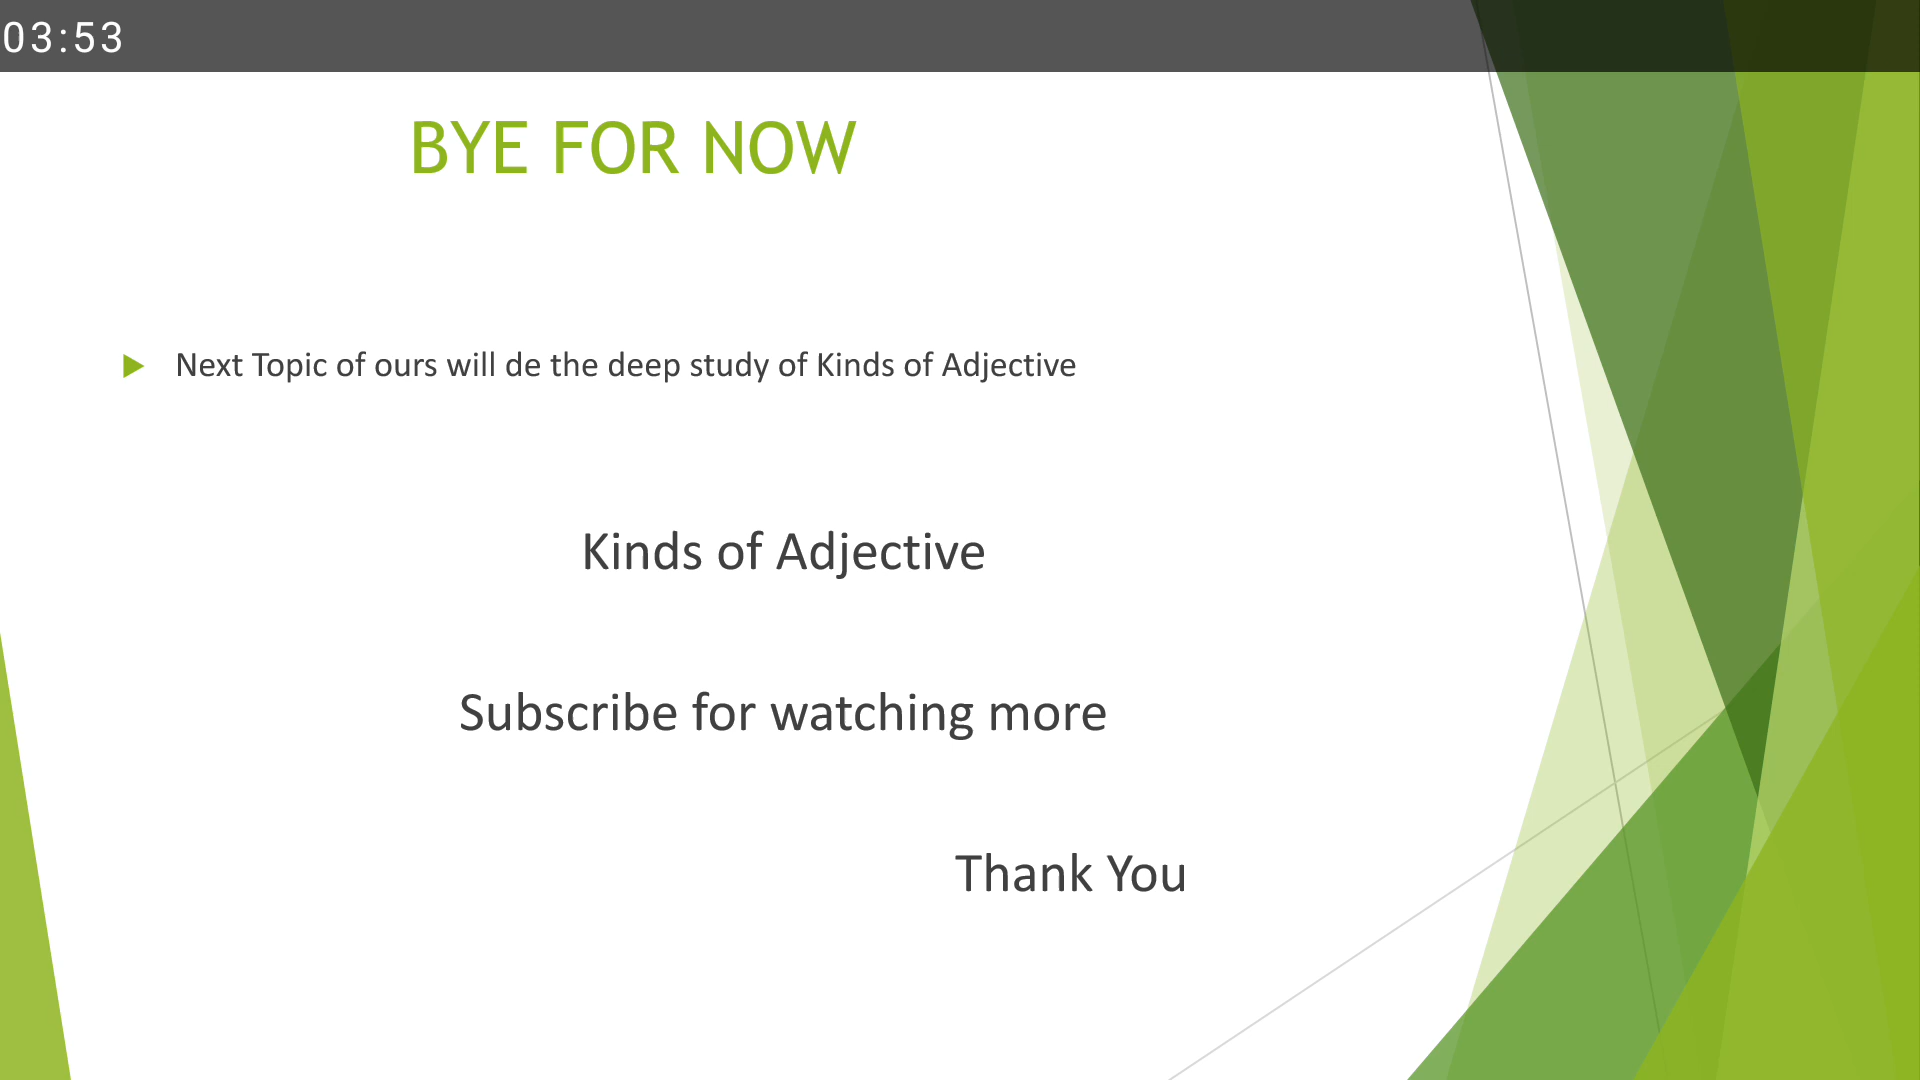 03:53
BYE FOR NOW
Next Topic of ours will de the deep study of Kinds of Adjective
Kinds of Adjective
Subscribe for watching more
Thank You